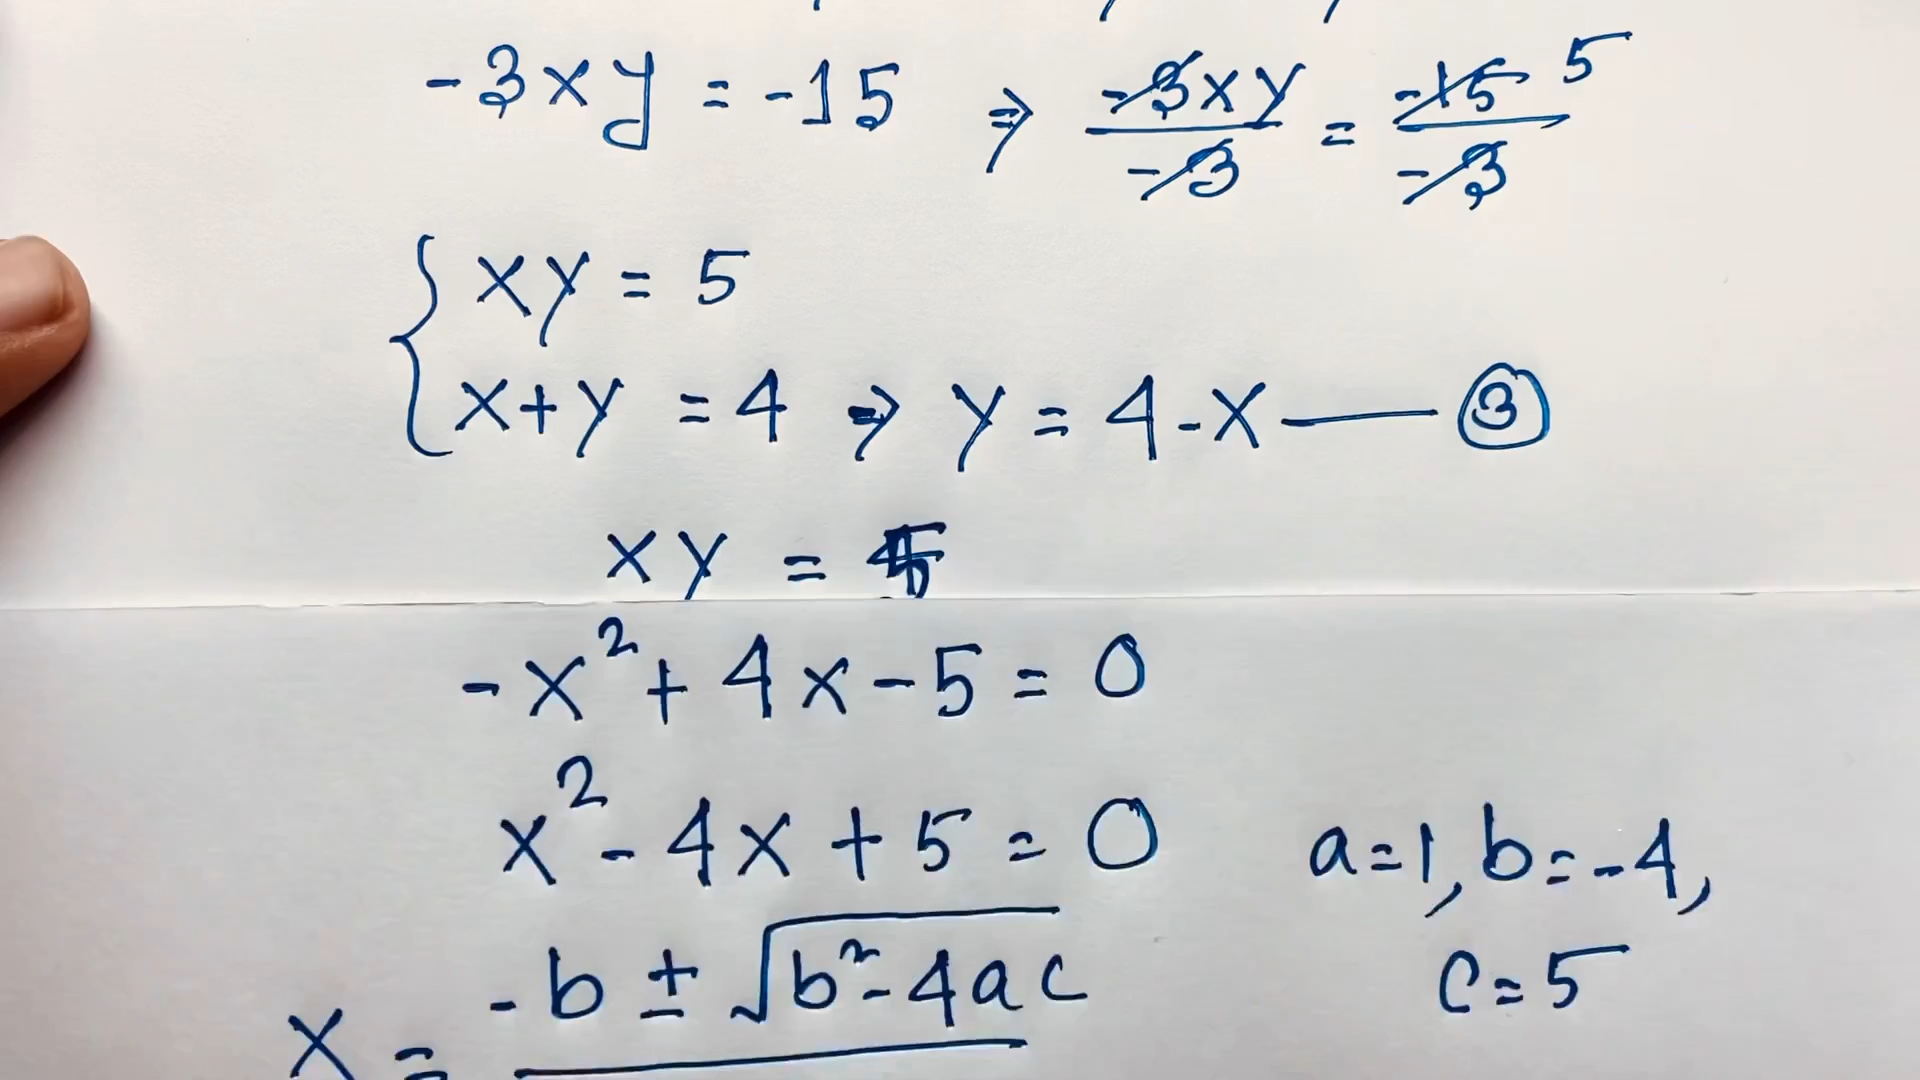 -3xy = -15 ⇒ -3xy/-3 = -15/-3 5
{ xy = 5
x+y = 4 ⇒ y = 4-x — ③
xy =
-x² + 4x - 5 = 0
x² - 4x + 5 = 0 a=1, b=-4,
c=5
x = -b ± √b²-4ac